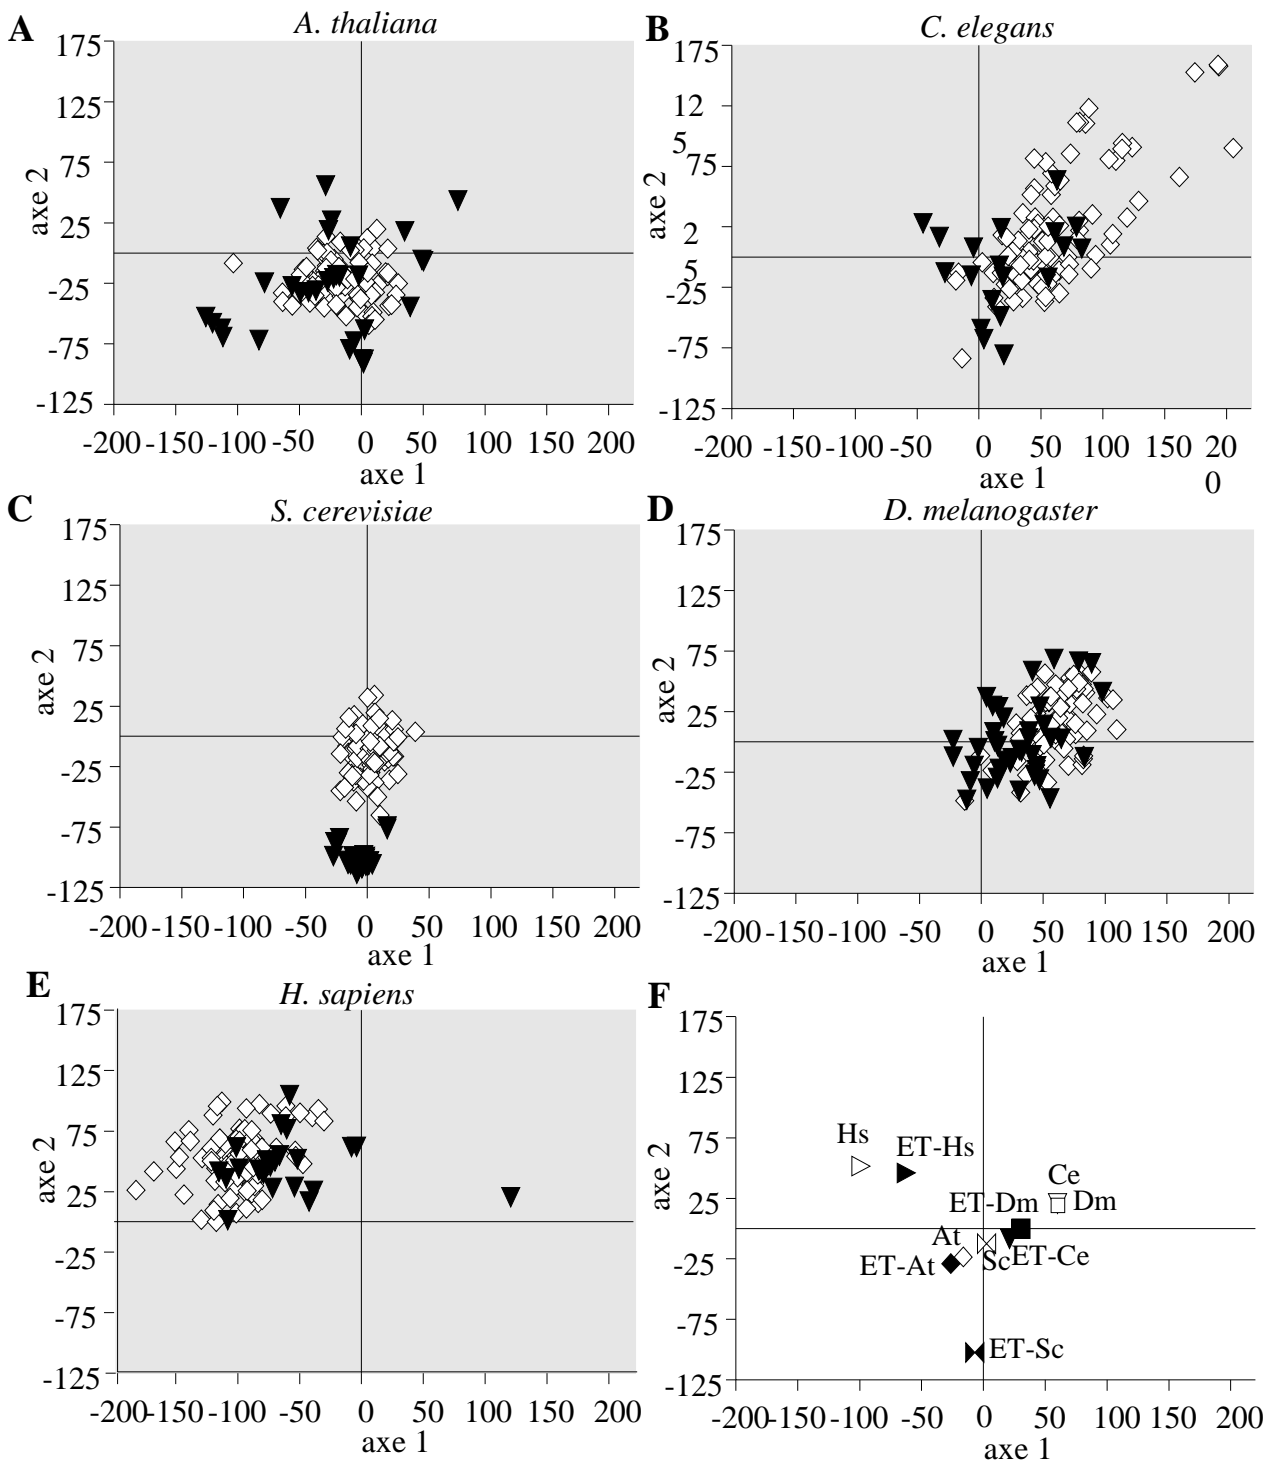 A
A. thaliana
175
125
75
25
-25
-75
-125
axe 2
-200 -150 -100 -50 0 50 100 150 200
axe 1
B
C. elegans
175
12
5
75
2
5
-25
-75
-125
axe 2
-200 -150 -100 -50 0 50 100 150 20
0
axe 1
C
S. cerevisiae
175
125
75
25
-25
-75
-125
axe 2
-200 -150 -100 -50 0 50 100 150 200
axe 1
D
D. melanogaster
175
125
75
25
-25
-75
-125
axe 2
-200 -150 -100 -50 0 50 100 150 200
axe 1
E
H. sapiens
175
125
75
25
-25
-75
-125
axe 2
-200 -150 -100 -50 0 50 100 150 200
axe 1
F
175
125
75
25
-25
-75
-125
axe 2
Hs
ET-Hs
Ce
ET-Dm
Dm
At
ET-At
Sc
ET-Ce
ET-Sc
-200 -150 -100 -50 0 50 100 150 200
axe 1